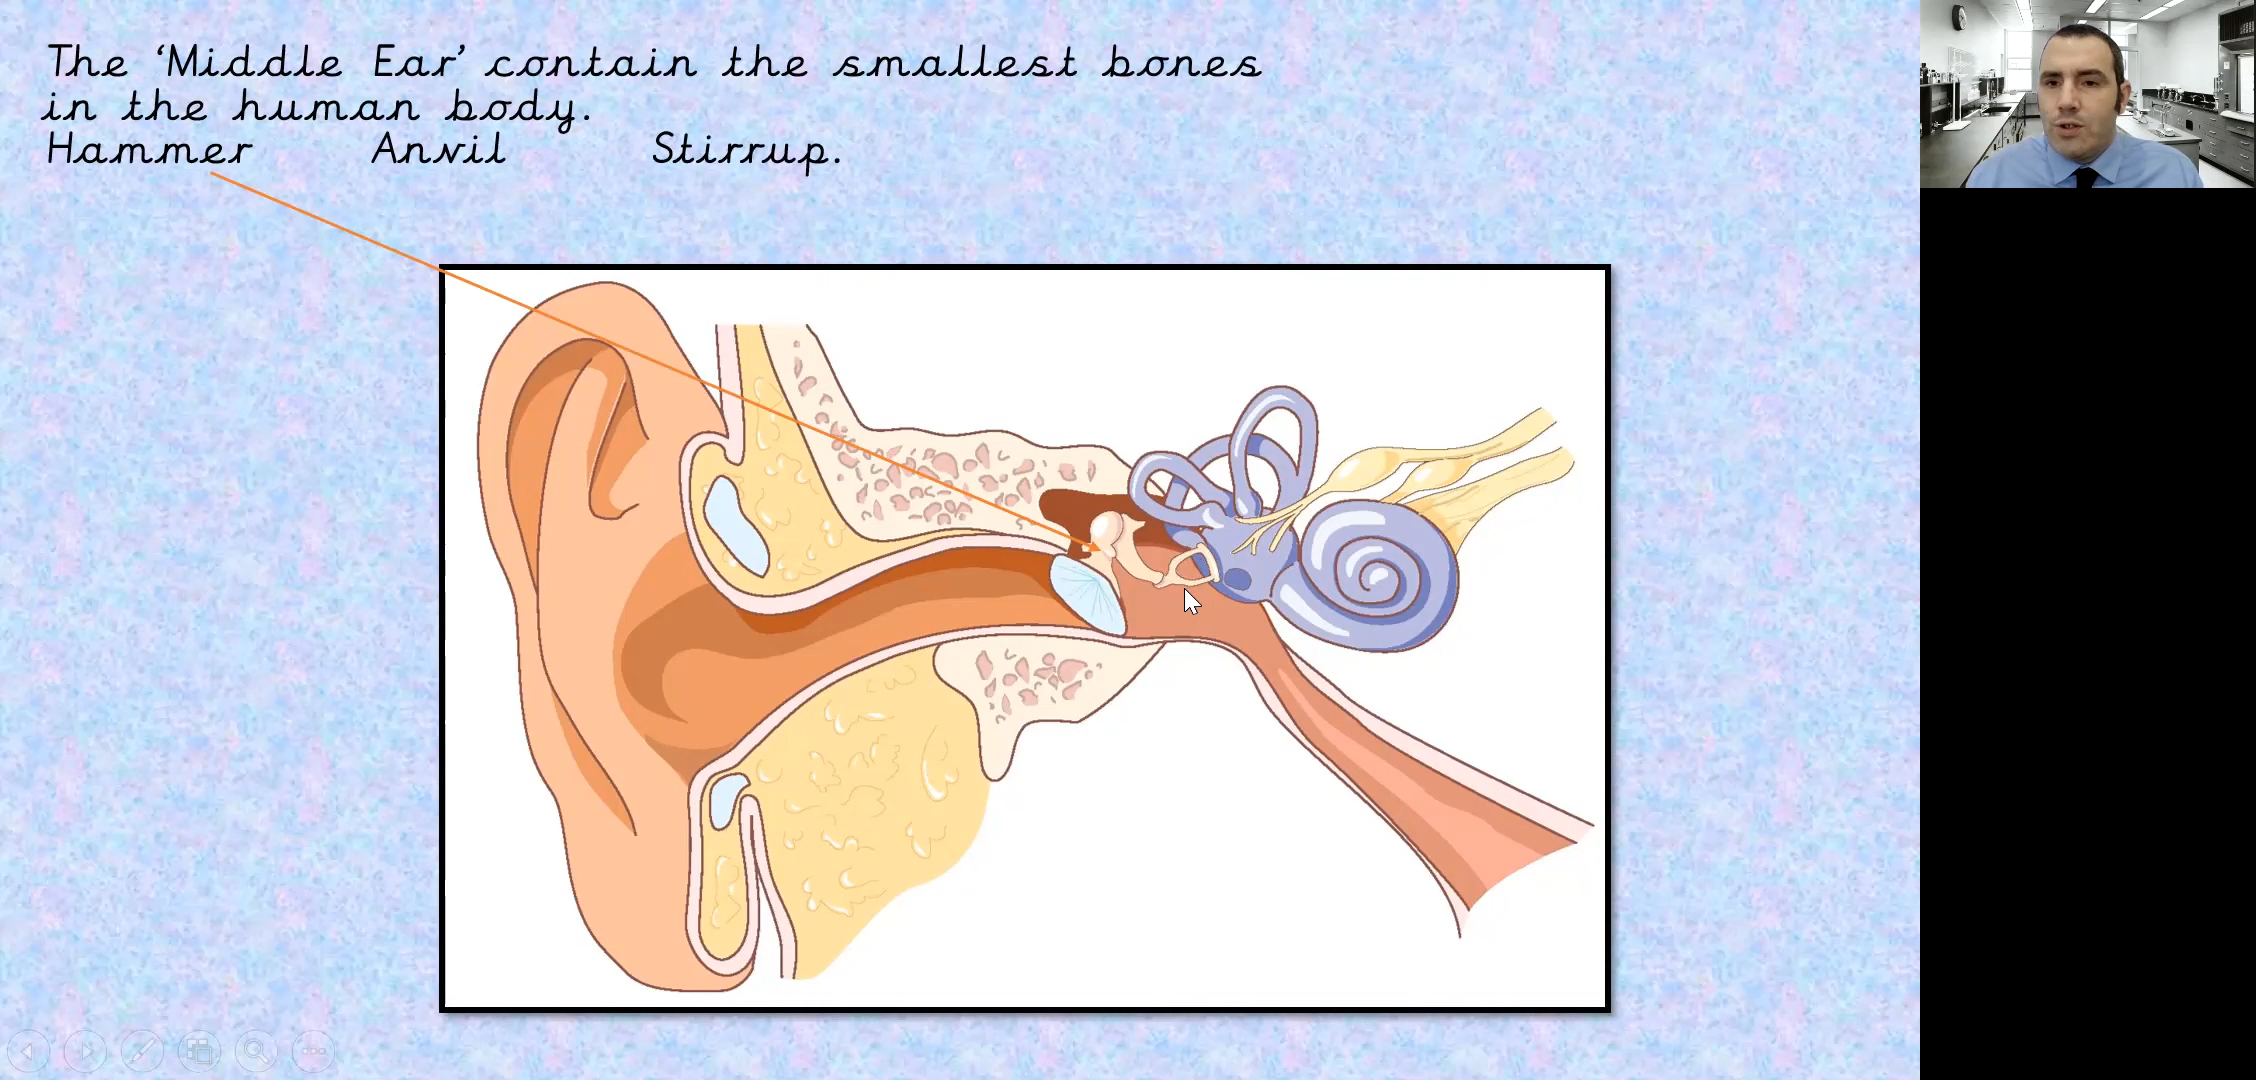 The ‘Middle Ear’ contain the smallest bones
in the human body.
Hammer Anvil Stirrup.